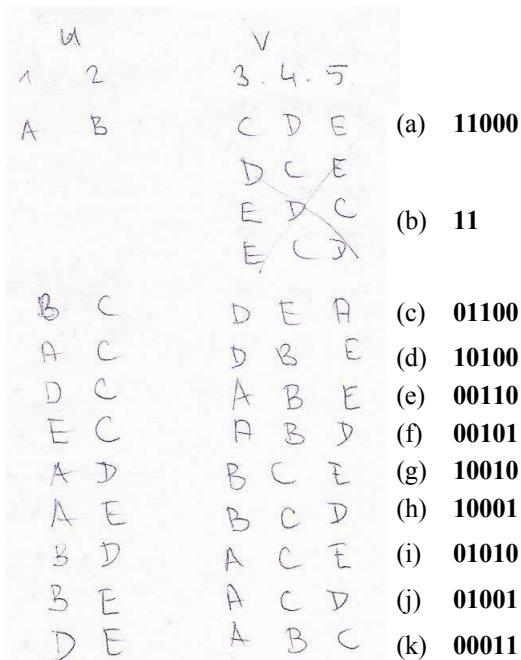 U V
1 2 3. 4. 5.
A B C D E (a) 11000
D C E
E D C (b) 11
E C D
B C D E A (c) 01100
A C D B E (d) 10100
D C A B E (e) 00110
E C A B D (f) 00101
A D B C E (g) 10010
A E B C D (h) 10001
B D A C E (i) 01010
B E A C D (j) 01001
D E A B C (k) 00011